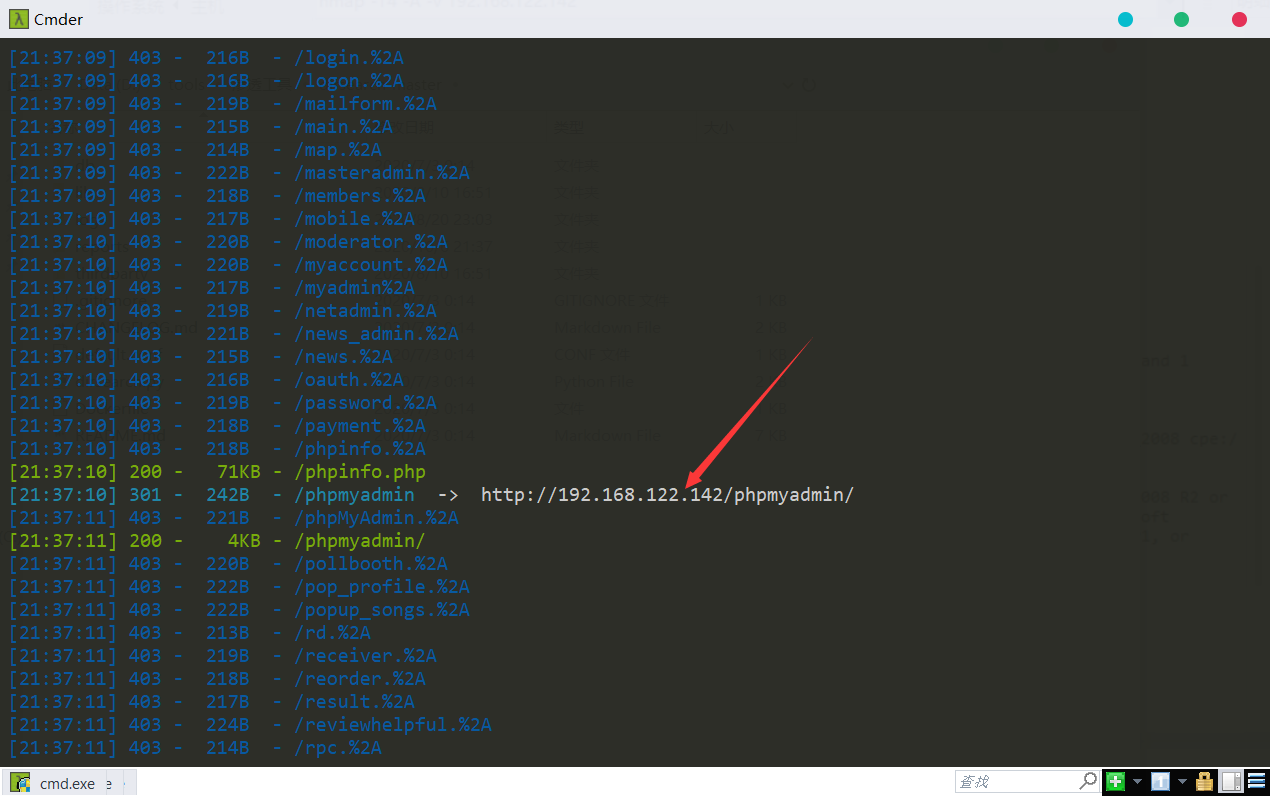 Cmder
[21:37:09] 403 -  216B  - /login.%2A
[21:37:09] 403 -  216B  - /logon.%2A
[21:37:09] 403 -  219B  - /mailform.%2A
[21:37:09] 403 -  215B  - /main.%2A
[21:37:09] 403 -  214B  - /map.%2A
[21:37:09] 403 -  222B  - /masteradmin.%2A
[21:37:09] 403 -  218B  - /members.%2A
[21:37:10] 403 -  217B  - /mobile.%2A
[21:37:10] 403 -  220B  - /moderator.%2A
[21:37:10] 403 -  220B  - /myaccount.%2A
[21:37:10] 403 -  217B  - /myadmin%2A
[21:37:10] 403 -  219B  - /netadmin.%2A
[21:37:10] 403 -  221B  - /news_admin.%2A
[21:37:10] 403 -  215B  - /news.%2A
[21:37:10] 403 -  216B  - /oauth.%2A
[21:37:10] 403 -  219B  - /password.%2A
[21:37:10] 403 -  218B  - /payment.%2A
[21:37:10] 403 -  218B  - /phpinfo.%2A
[21:37:10] 200 -   71KB - /phpinfo.php
[21:37:10] 301 -  242B  - /phpmyadmin  ->  http://192.168.122.142/phpmyadmin/
[21:37:11] 403 -  221B  - /phpMyAdmin.%2A
[21:37:11] 200 -    4KB - /phpmyadmin/
[21:37:11] 403 -  220B  - /pollbooth.%2A
[21:37:11] 403 -  222B  - /pop_profile.%2A
[21:37:11] 403 -  222B  - /popup_songs.%2A
[21:37:11] 403 -  213B  - /rd.%2A
[21:37:11] 403 -  219B  - /receiver.%2A
[21:37:11] 403 -  218B  - /reorder.%2A
[21:37:11] 403 -  217B  - /result.%2A
[21:37:11] 403 -  224B  - /reviewhelpful.%2A
[21:37:11] 403 -  214B  - /rpc.%2A
cmd.exe
查找